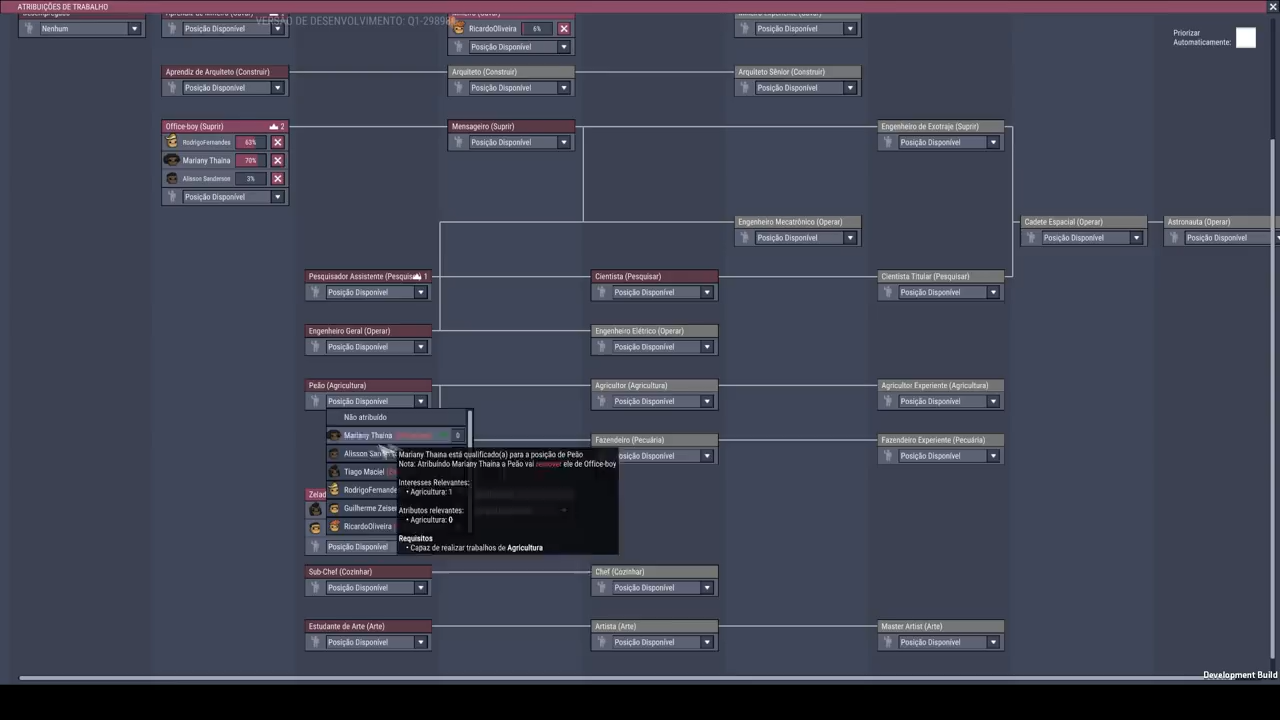 ATRIBUIÇÕES DE TRABALHO
VERSÃO DE DESENVOLVIMENTO: Q1-2989
Nenhum
Posição Disponível
RicardoOliveira 6%
Posição Disponível
Posição Disponível
Priorizar
Automaticamente:
Aprendiz de Arquiteto (Construir)
Posição Disponível
Arquiteto (Construir)
Posição Disponível
Arquiteto Sênior (Construir)
Posição Disponível
Office-boy (Suprir) 2
RodrigoFernandes 63%
Mariany Thaina 70%
Alisson Sanderson 3%
Posição Disponível
Mensageiro (Suprir)
Posição Disponível
Engenheiro de Exotraje (Suprir)
Posição Disponível
Engenheiro Mecatrônico (Operar)
Posição Disponível
Cadete Espacial (Operar)
Posição Disponível
Astronauta (Operar)
Posição Disponível
Pesquisador Assistente (Pesquis 1
Posição Disponível
Cientista (Pesquisar)
Posição Disponível
Cientista Titular (Pesquisar)
Posição Disponível
Engenheiro Geral (Operar)
Posição Disponível
Engenheiro Elétrico (Operar)
Posição Disponível
Peão (Agricultura)
Posição Disponível
Agricultor (Agricultura)
Posição Disponível
Agricultor Experiente (Agricultura)
Posição Disponível
Não atribuído
Mariany Thaina 0
Alisson San
Tiago Maciel
RodrigoFernande
Guilherme Zeiser
RicardoOliveira
Fazendeiro (Pecuária)
Posição Disponível
Fazendeiro Experiente (Pecuária)
Posição Disponível
Mariany Thaina está qualificado(a) para a posição de Peão
Nota: Atribuindo Mariany Thaina a Peão vai remover ele de Office-boy
Interesses Relevantes:
• Agricultura: 1
Atributos relevantes:
• Agricultura: 0
Requisitos
• Capaz de realizar trabalhos de Agricultura
Zelad
Posição Disponível
Sub-Chef (Cozinhar)
Posição Disponível
Chef (Cozinhar)
Posição Disponível
Estudante de Arte (Arte)
Posição Disponível
Artista (Arte)
Posição Disponível
Master Artist (Arte)
Posição Disponível
Development Build